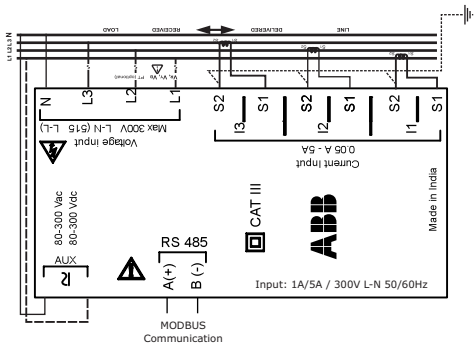 LOAD
RECEIVED
DELIVERED
LINE
L1 L2 L3 N
PT (optional)
N
L3
L2
L1
S2
S1
S2
S1
S2
S1
I3
I2
I1
Max 300V L-N (515 L-L)
Voltage input
0.05 A - 5A
Current Input
80-300 Vac
80-300 Vdc
AUX
RS 485
A(+)
B (-)
CAT III
ABB
Made in India
Input: 1A/5A / 300V L-N 50/60Hz
MODBUS
Communication